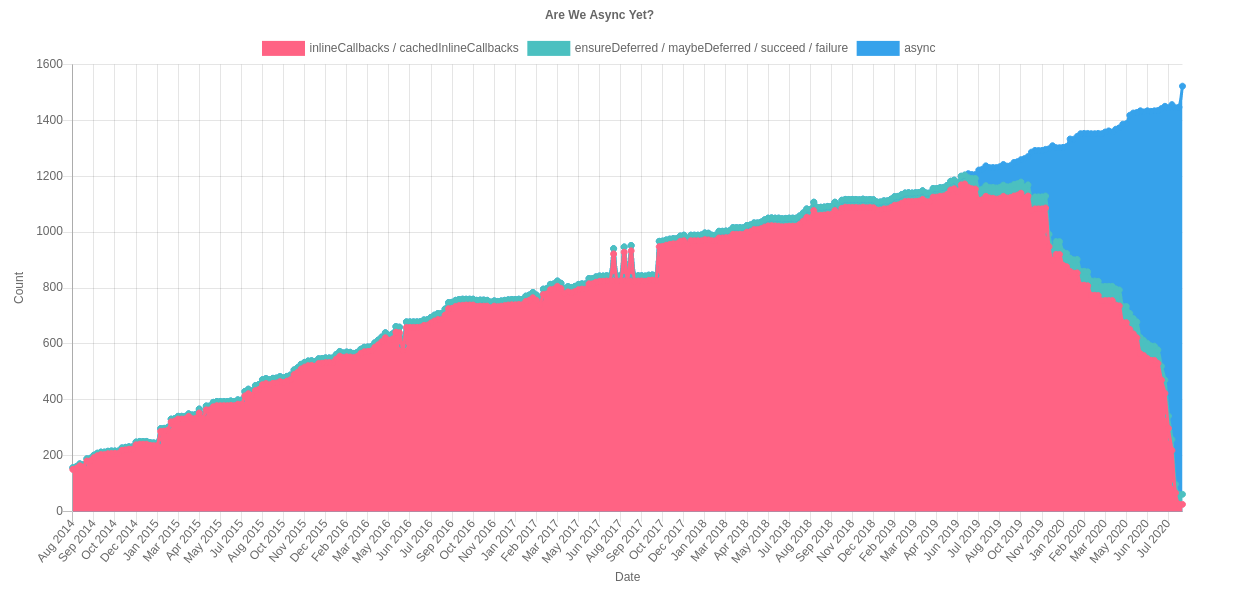 Are We Async Yet?
inlineCallbacks / cachedInlineCallbacks ensureDeferred / maybeDeferred / succeed / failure async
1600
1400
1200
1000
800
600
400
200
0
Count
Aug 2014
Sep 2014
Oct 2014
Dec 2014
Jan 2015
Mar 2015
Apr 2015
May 2015
Jul 2015
Aug 2015
Sep 2015
Nov 2015
Dec 2015
Feb 2016
Mar 2016
May 2016
Jun 2016
Jul 2016
Sep 2016
Oct 2016
Nov 2016
Jan 2017
Feb 2017
Mar 2017
May 2017
Jun 2017
Aug 2017
Sep 2017
Oct 2017
Dec 2017
Jan 2018
Mar 2018
Apr 2018
May 2018
Jul 2018
Aug 2018
Sep 2018
Nov 2018
Dec 2018
Jan 2019
Mar 2019
Apr 2019
Jun 2019
Jul 2019
Aug 2019
Oct 2019
Nov 2019
Jan 2020
Feb 2020
Mar 2020
May 2020
Jun 2020
Jul 2020
Date